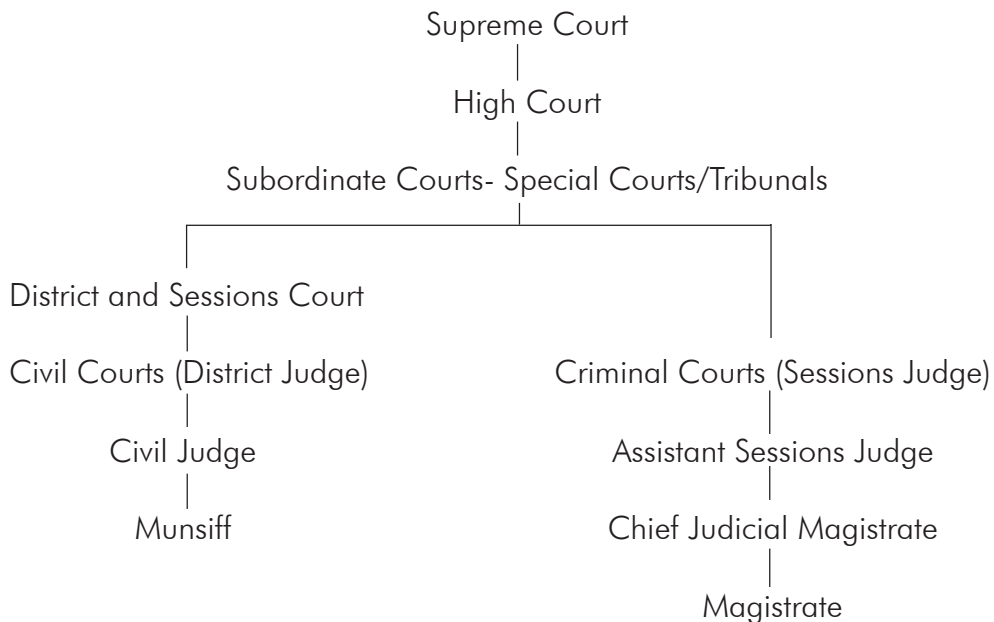 Supreme Court
High Court
Subordinate Courts- Special Courts/Tribunals
District and Sessions Court
Civil Courts (District Judge)
Criminal Courts (Sessions Judge)
Civil Judge
Assistant Sessions Judge
Munsiff
Chief Judicial Magistrate
Magistrate